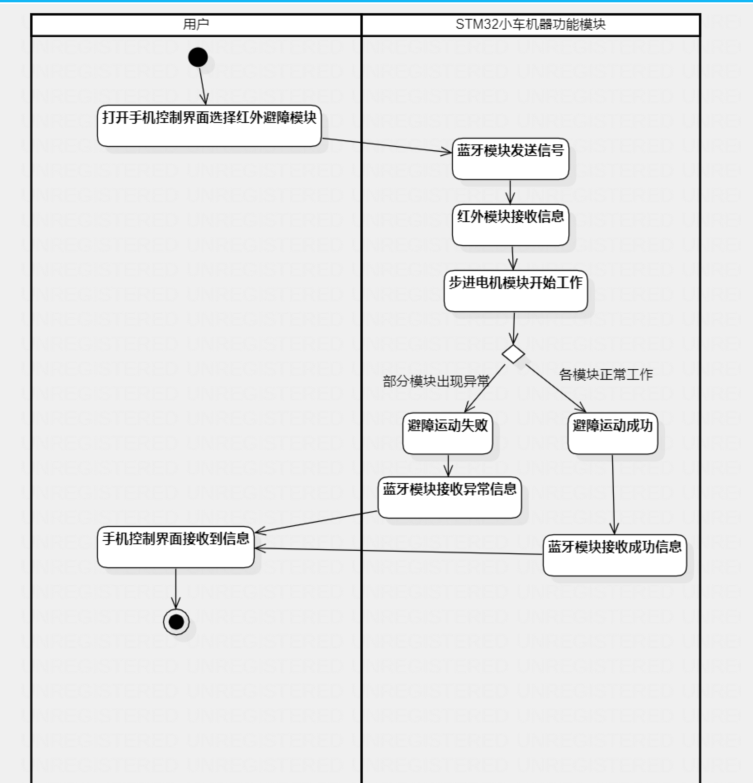 用户
STM32小车机器功能模块
打开手机控制界面选择红外避障模块
蓝牙模块发送信号
红外模块接收信息
步进电机模块开始工作
部分模块出现异常
各模块正常工作
避障运动失败
避障运动成功
蓝牙模块接收异常信息
手机控制界面接收到信息
蓝牙模块接收成功信息
UNREGISTERED